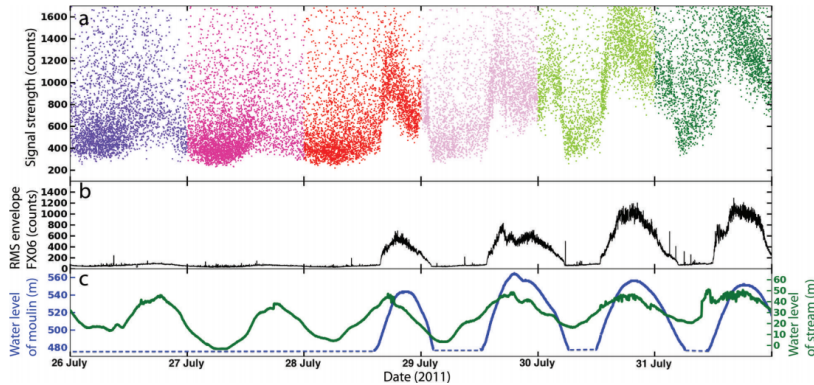 a
Signal strength (counts)
1600
1400
1200
1000
800
600
400
200
b
RMS envelope
FX06 (counts)
1400
1200
1000
800
600
400
200
0
c
Water level
of moulin (m)
560
540
520
500
480
60
50
40
30
20
10
0
Water level
of stream (m)
26 July
27 July
28 July
29 July
30 July
31 July
Date (2011)